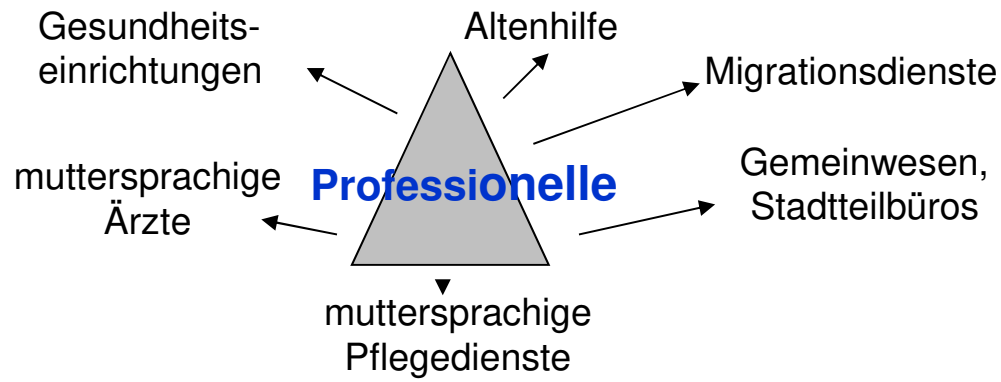 Gesundheits-
einrichtungen
Altenhilfe
Migrationsdienste
muttersprachige
Ärzte
Professionelle
Gemeinwesen,
Stadtteilbüros
muttersprachige
Pflegedienste